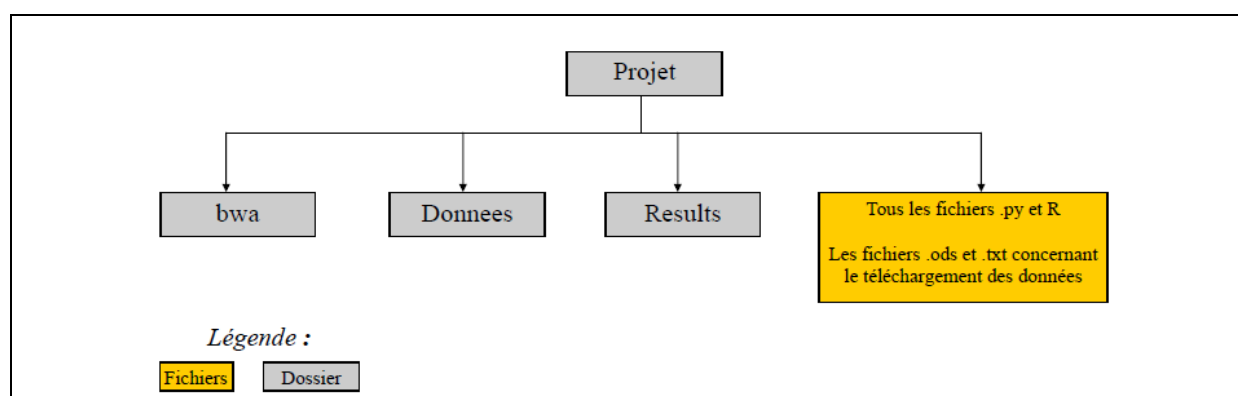 Projet
bwa
Donnees
Results
Tous les fichiers .py et R
Les fichiers .ods et .txt concernant
le téléchargement des données
Légende :
Fichiers
Dossier